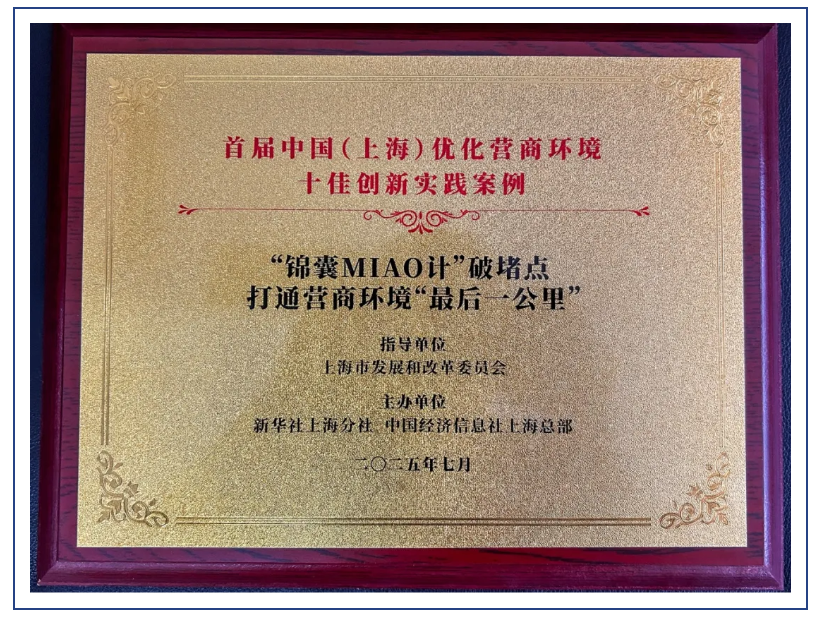 首届中国(上海)优化营商环境
十佳创新实践案例
“锦囊MIAO计”破堵点
打通营商环境“最后一公里”
指导单位
上海市发展和改革委员会
主办单位
新华社上海分社 中国经济信息社上海总部
二〇二五年七月